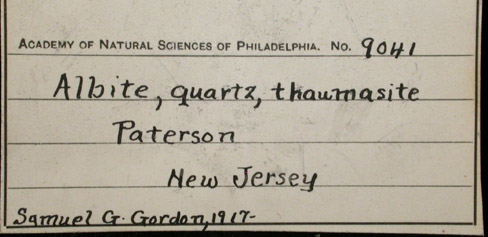 ACADEMY OF NATURAL SCIENCES OF PHILADELPHIA. No. 9041
Albite, quartz, thaumasite
Paterson
New Jersey
Samuel G. Gordon, 1917-